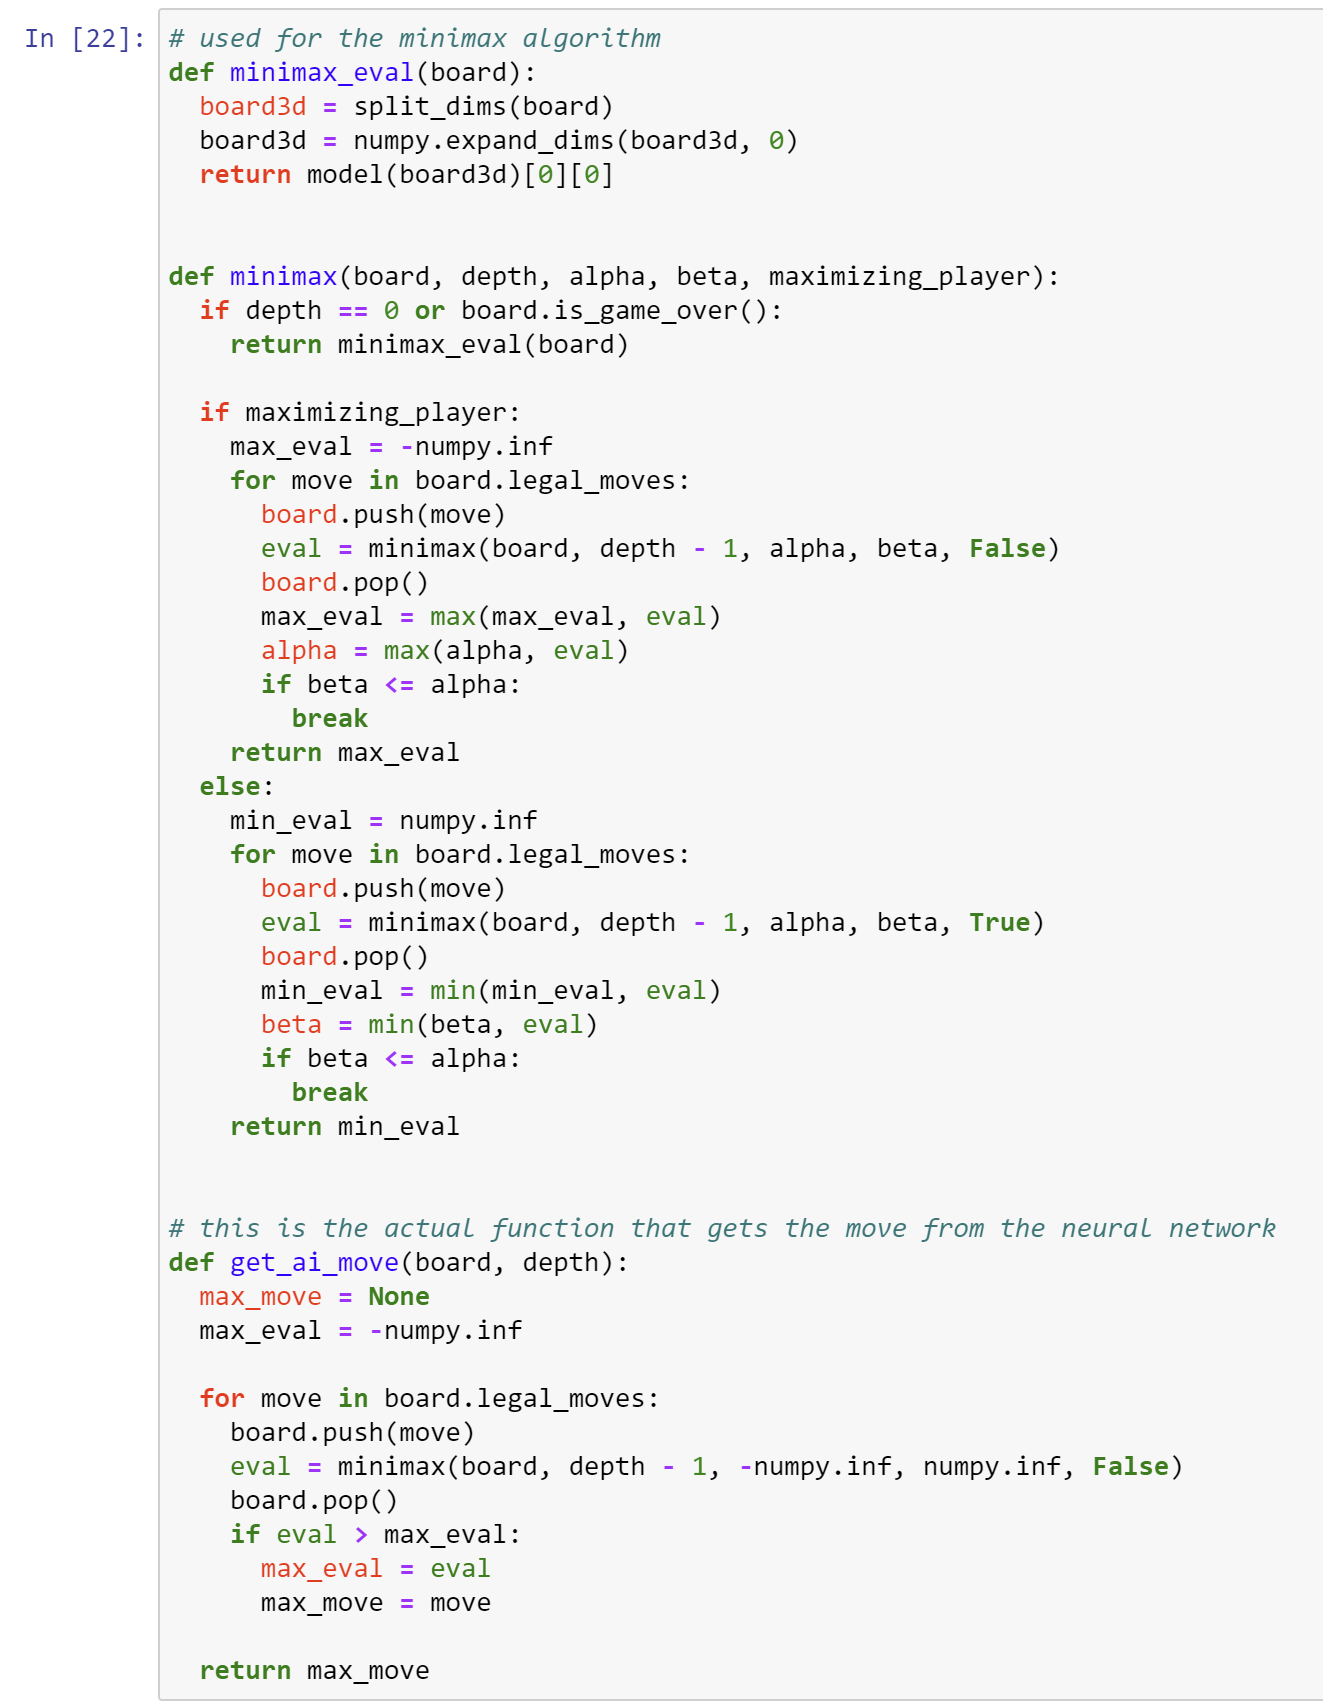 In [22]: # used for the minimax algorithm
def minimax_eval(board):
  board3d = split_dims(board)
  board3d = numpy.expand_dims(board3d, 0)
  return model(board3d)[0][0]


def minimax(board, depth, alpha, beta, maximizing_player):
  if depth == 0 or board.is_game_over():
    return minimax_eval(board)

  if maximizing_player:
    max_eval = -numpy.inf
    for move in board.legal_moves:
      board.push(move)
      eval = minimax(board, depth - 1, alpha, beta, False)
      board.pop()
      max_eval = max(max_eval, eval)
      alpha = max(alpha, eval)
      if beta <= alpha:
        break
    return max_eval
  else:
    min_eval = numpy.inf
    for move in board.legal_moves:
      board.push(move)
      eval = minimax(board, depth - 1, alpha, beta, True)
      board.pop()
      min_eval = min(min_eval, eval)
      beta = min(beta, eval)
      if beta <= alpha:
        break
    return min_eval


# this is the actual function that gets the move from the neural network
def get_ai_move(board, depth):
  max_move = None
  max_eval = -numpy.inf

  for move in board.legal_moves:
    board.push(move)
    eval = minimax(board, depth - 1, -numpy.inf, numpy.inf, False)
    board.pop()
    if eval > max_eval:
      max_eval = eval
      max_move = move

  return max_move